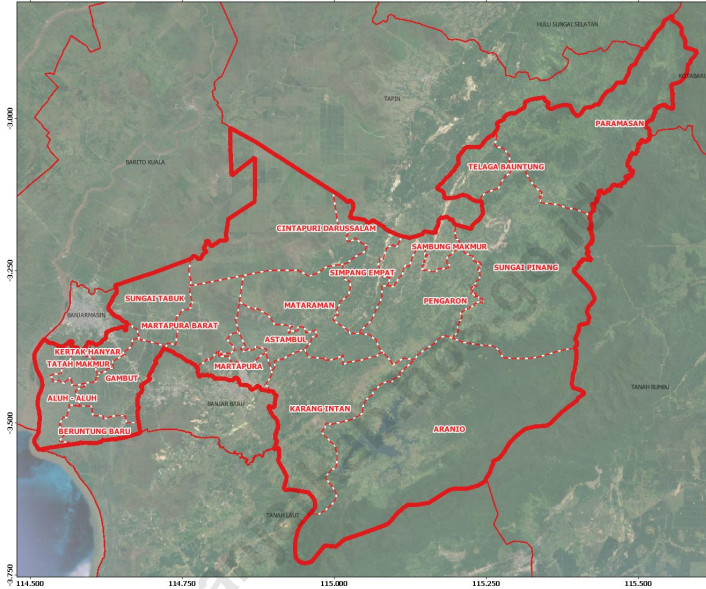 HULU SUNGAI SELATAN
KOTABARU
TAPIN
-3.000
PARAMASAN
BARITO KUALA
TELAGA BAUNTUNG
CINTAPURI DARUSSALAM
SAMBUNG MAKMUR
-3.250
SIMPANG EMPAT
SUNGAI PINANG
SUNGAI TABUK
PENGARON
MATARAMAN
BANJARMASIN
MARTAPURA BARAT
ASTAMBUL
KERTAK HANYAR
TATAH MAKMUR
MARTAPURA
GAMBUT
TANAH BUMBU
ALUH - ALUH
BANJAR BARU
KARANG INTAN
-3.500
BERUNTUNG BARU
ARANIO
TANAH LAUT
-3.750
114.500
114.750
115.000
115.250
115.500